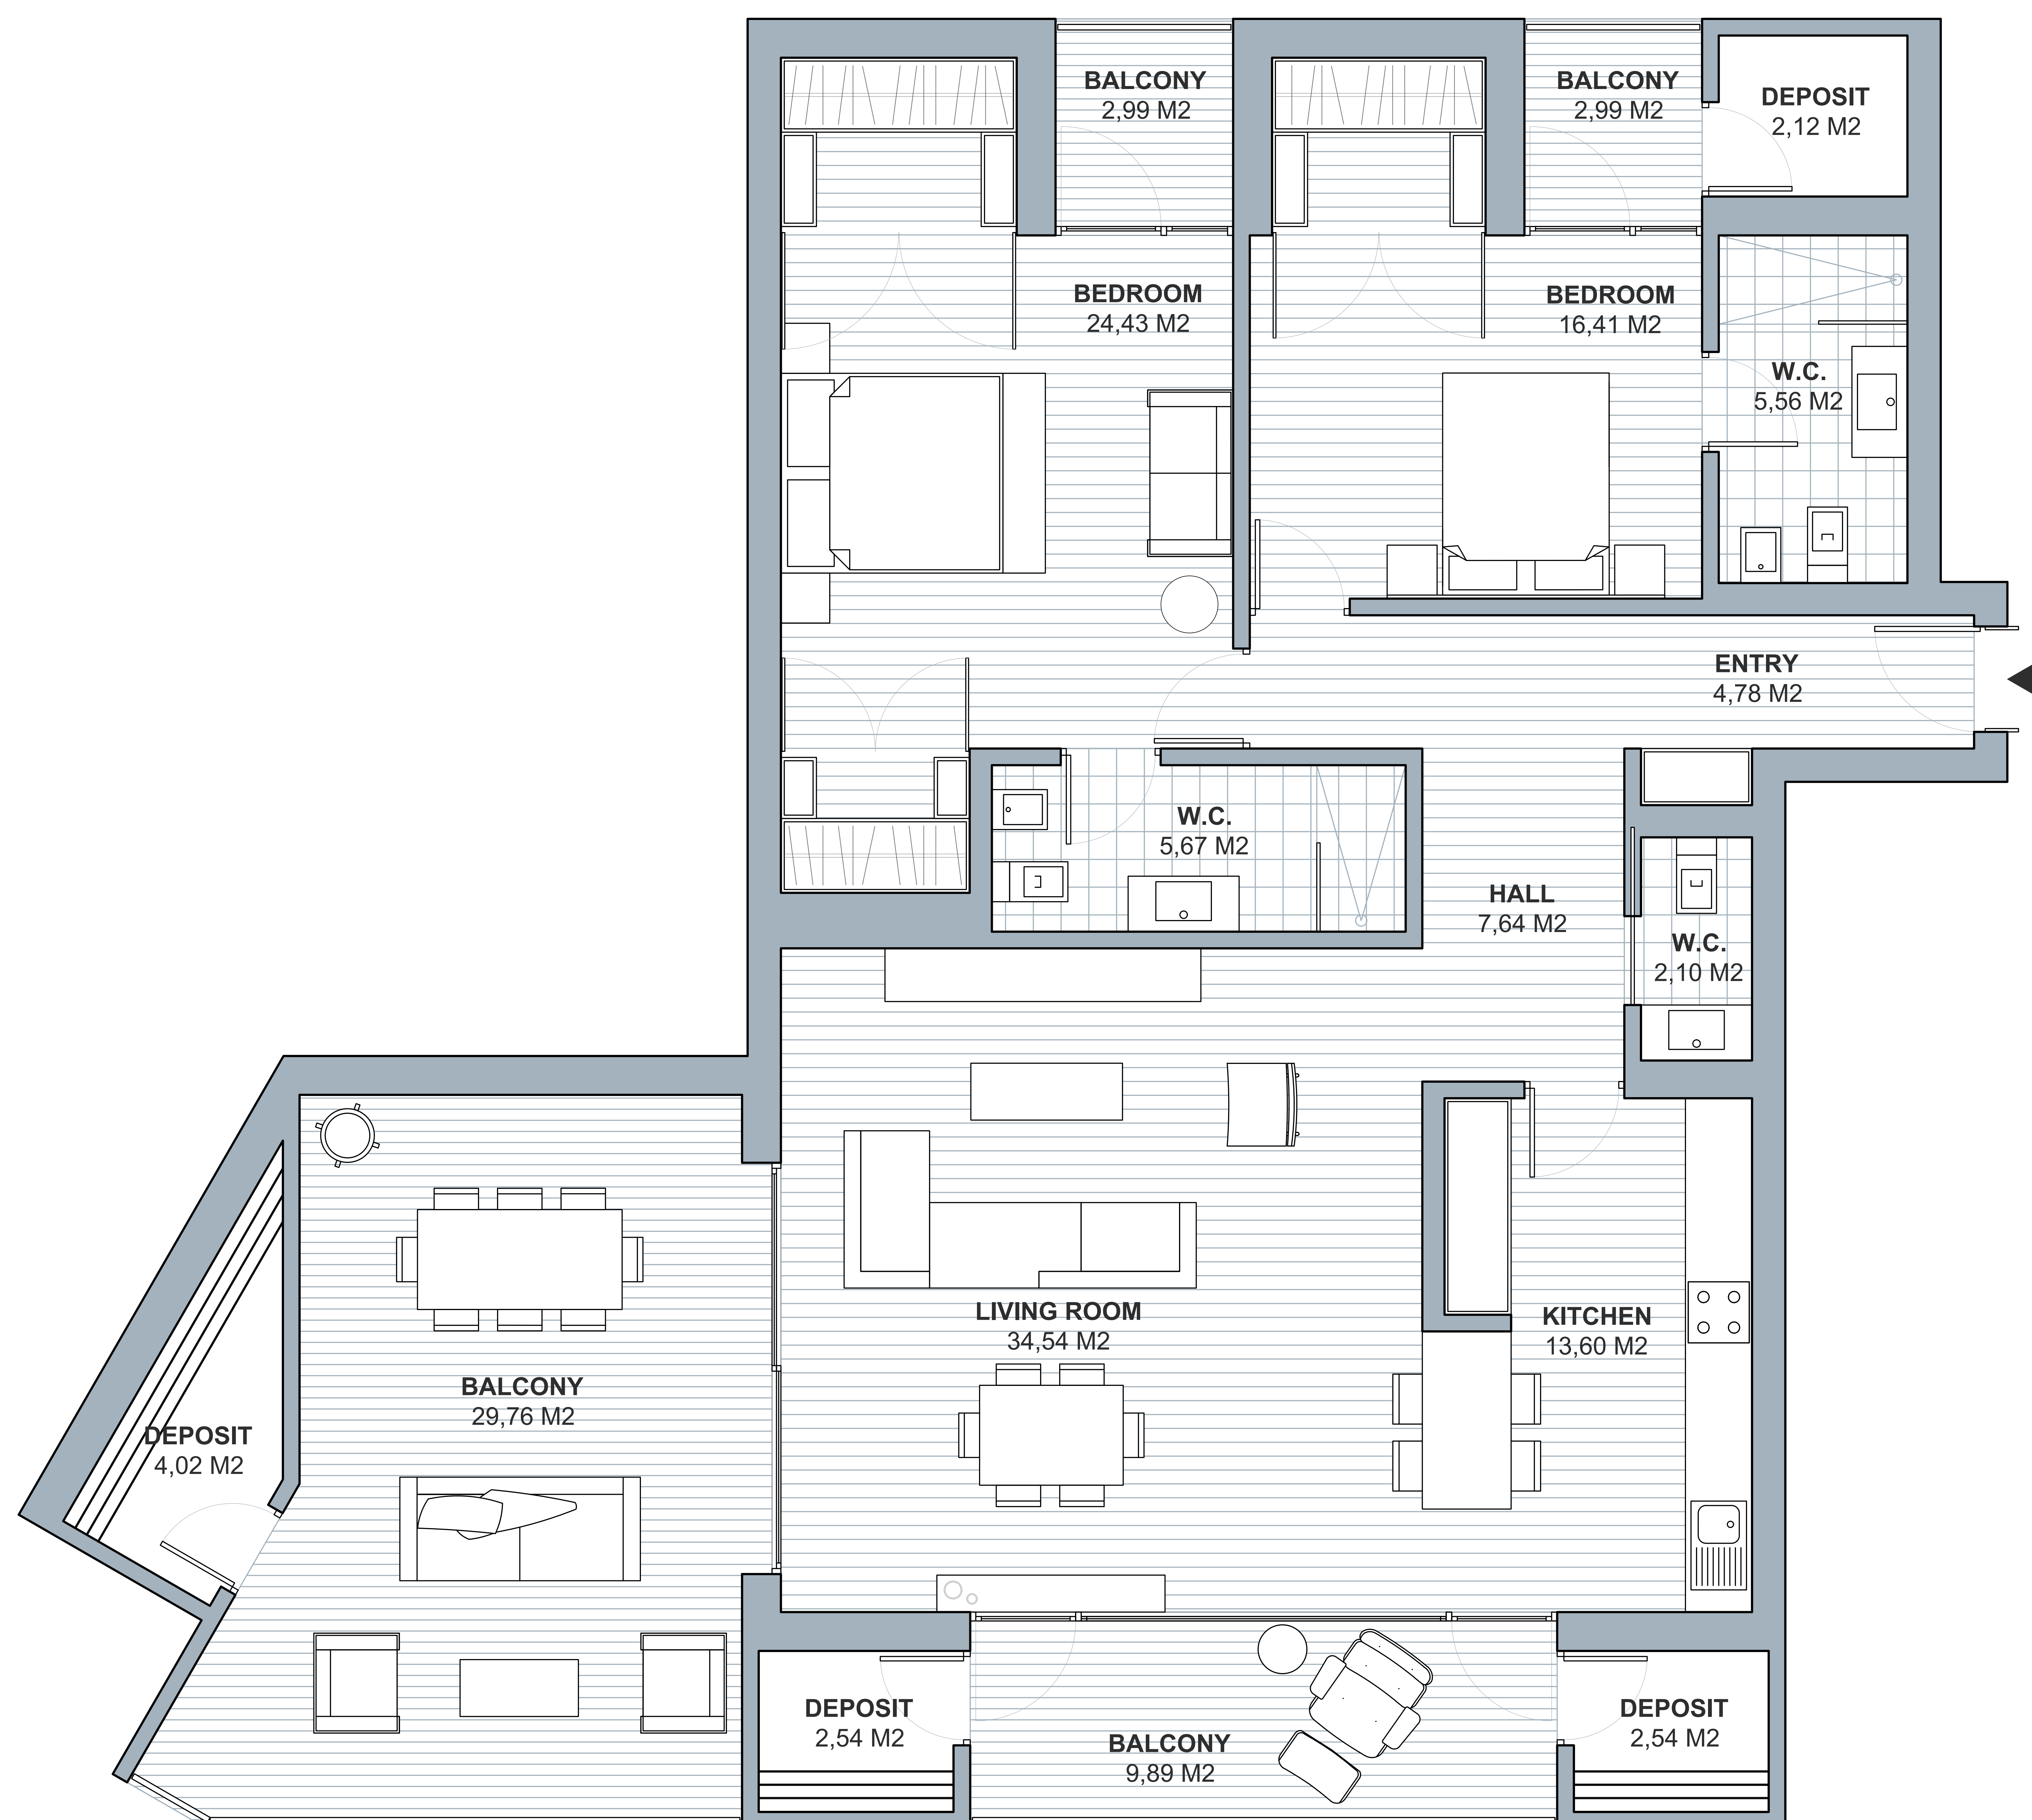 BALCONY
2,99 M2
BALCONY
2,99 M2
DEPOSIT
2,12 M2
BEDROOM
24,43 M2
BEDROOM
16,41 M2
W.C.
5,56 M2
ENTRY
4,78 M2
W.C.
5,67 M2
HALL
7,64 M2
W.C.
2,10 M2
LIVING ROOM
34,54 M2
KITCHEN
13,60 M2
BALCONY
29,76 M2
DEPOSIT
4,02 M2
DEPOSIT
2,54 M2
BALCONY
9,89 M2
DEPOSIT
2,54 M2